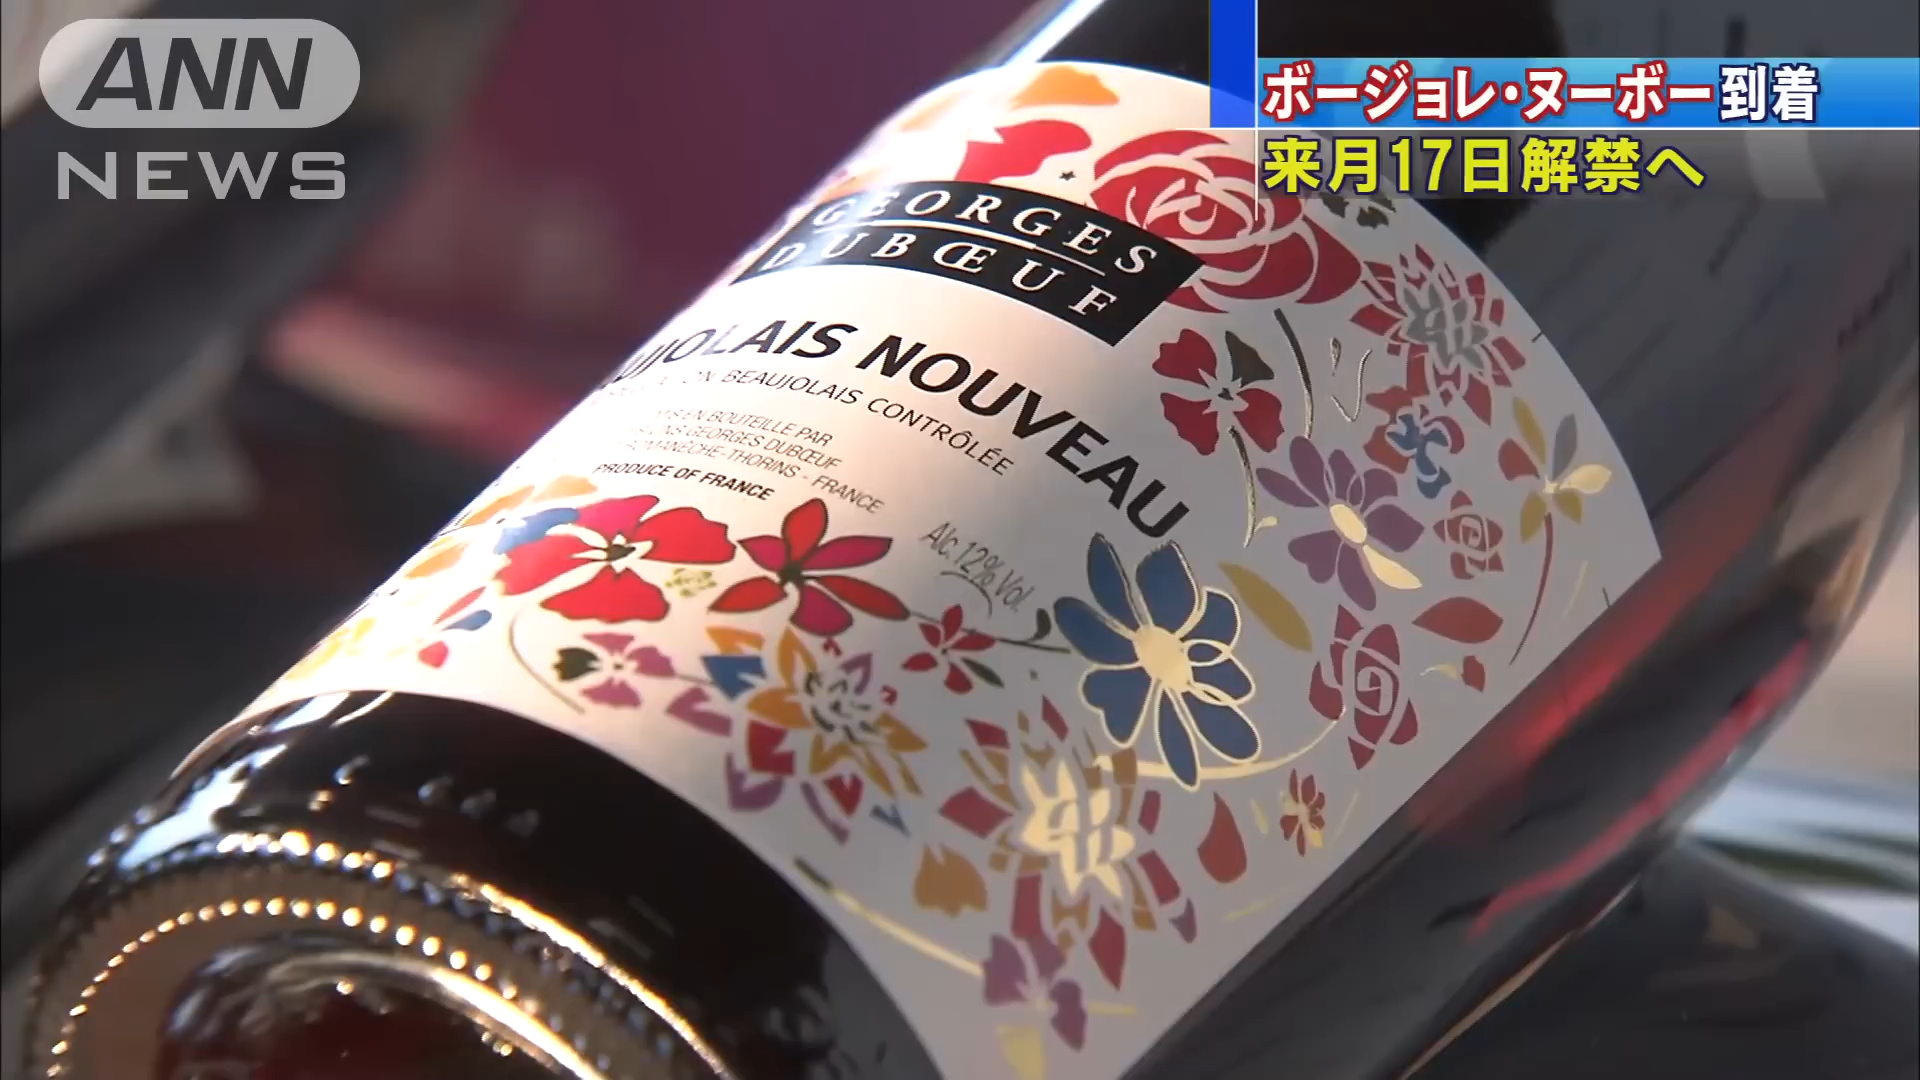 ANN
NEWS
ボージョレ・ヌーボー到着
来月17日解禁へ
GEORGES
DUBŒUF
NOUVEAU
BEAUJOLAIS CONTRÔLÉE
MIS EN BOUTEILLE PAR
GEORGES DUBŒUF
ROMANÈCHE-THORINS - FRANCE
PRODUCE OF FRANCE
Alc. 12% Vol.